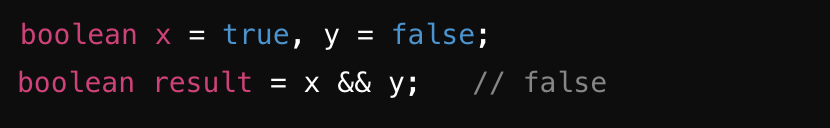 boolean x = true, y = false;
boolean result = x && y;   // false